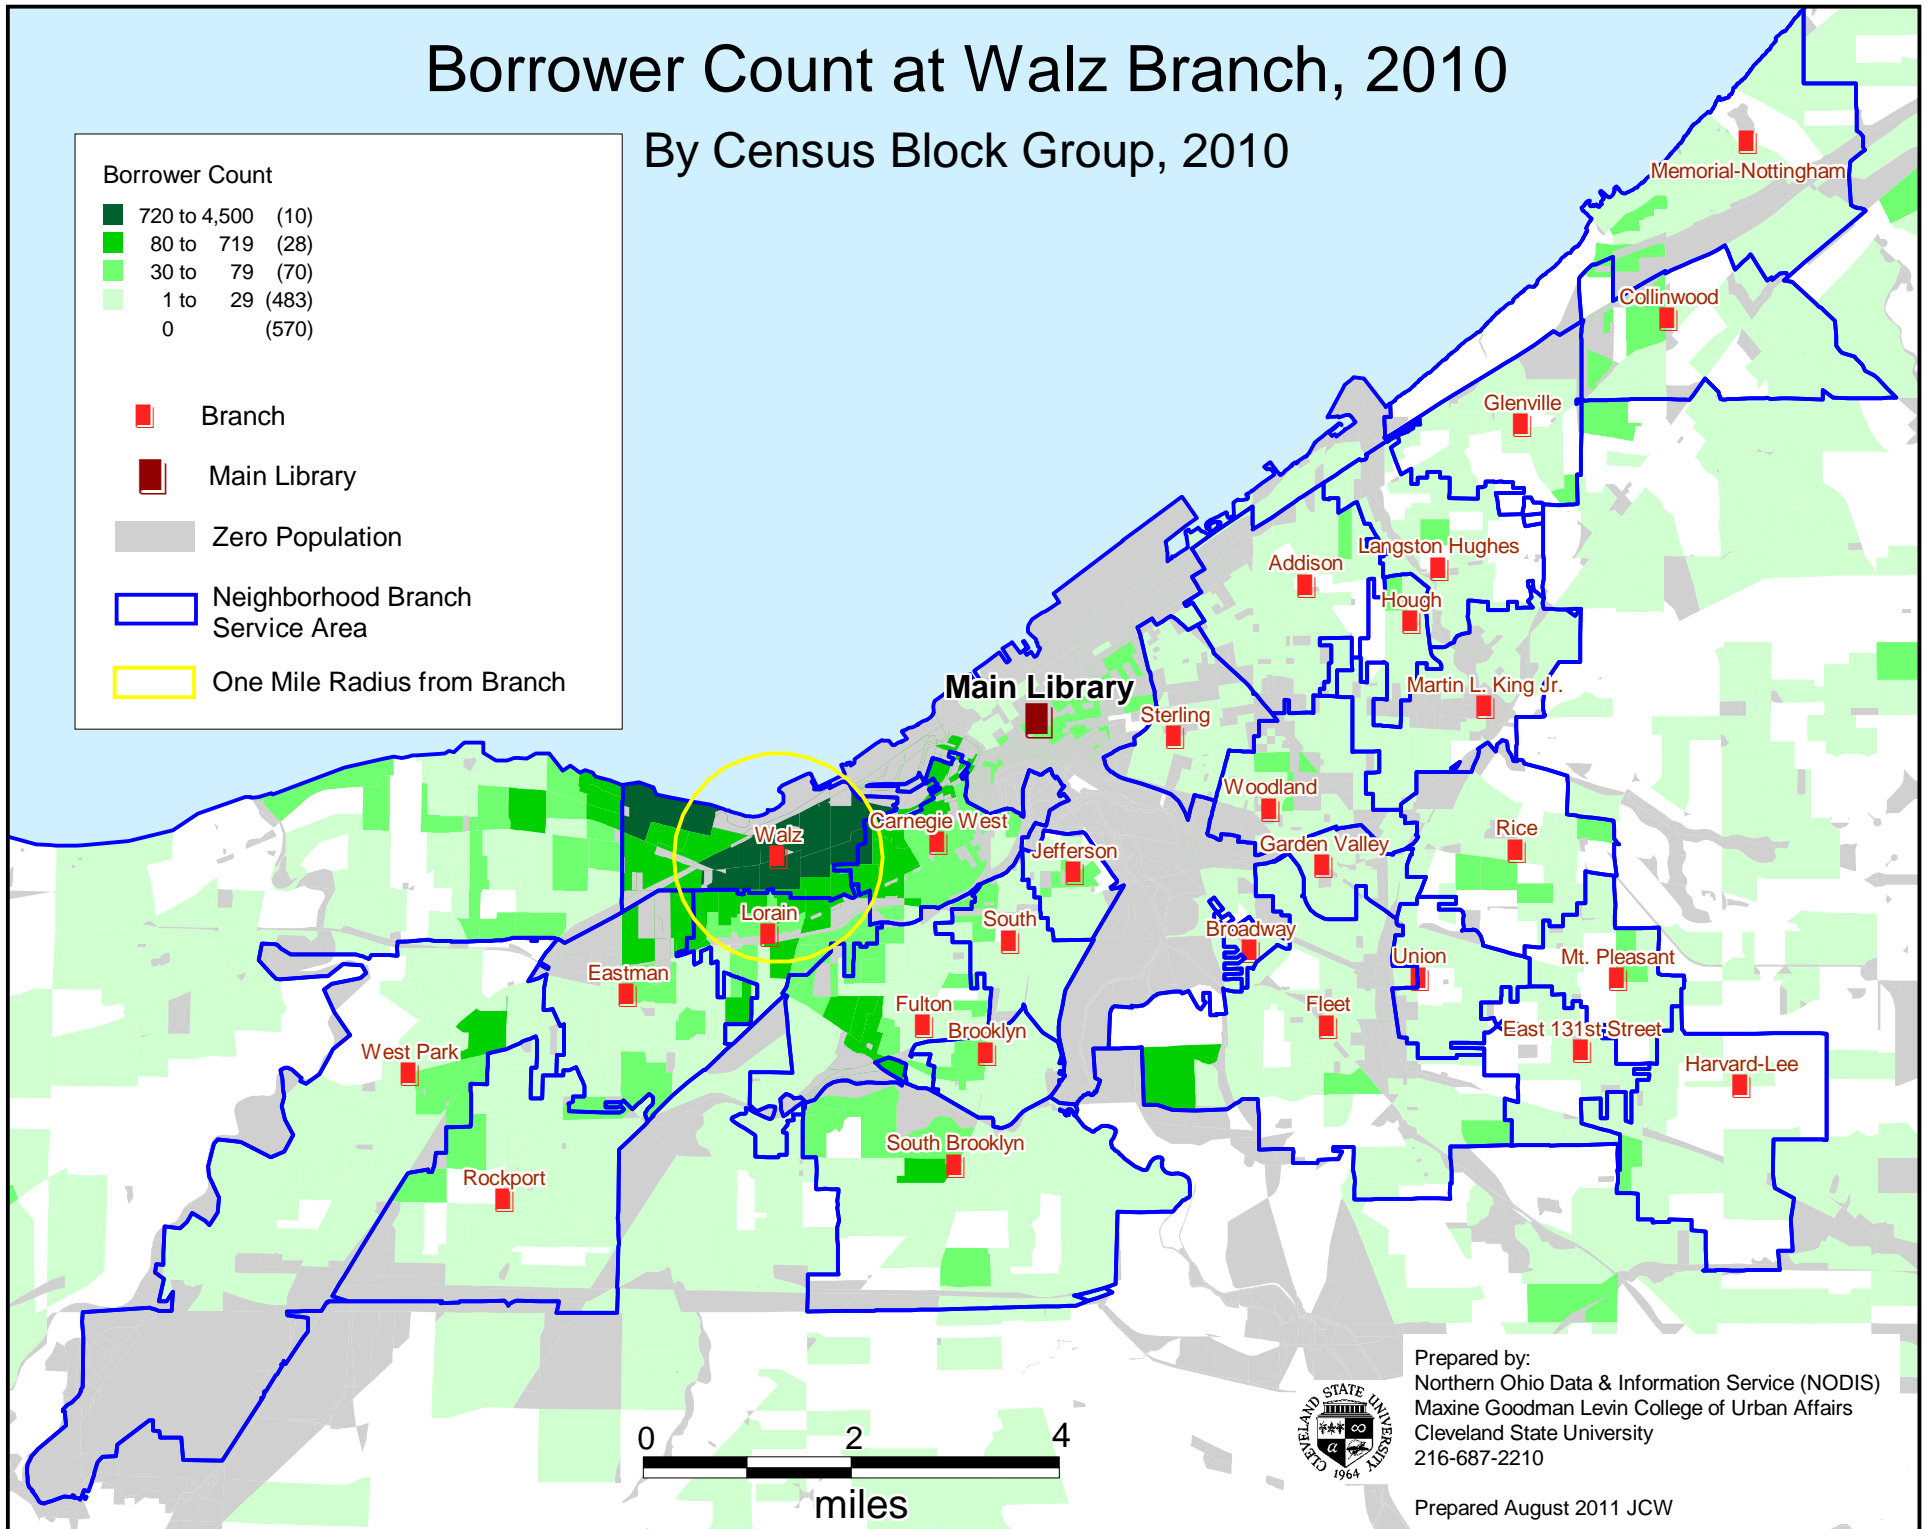 Borrower Count at Walz Branch, 2010
By Census Block Group, 2010
Borrower Count
720 to 4,500 (10)
80 to 719 (28)
30 to 79 (70)
1 to 29 (483)
0 (570)
Branch
Main Library
Zero Population
Neighborhood Branch
Service Area
One Mile Radius from Branch
Memorial-Nottingham
Collinwood
Glenville
Langston Hughes
Addison
Hough
Main Library
Martin L. King Jr.
Sterling
Woodland
Walz
Carnegie West
Rice
Jefferson
Garden Valley
Lorain
South
Broadway
Union
Mt. Pleasant
Eastman
Fulton
Fleet
Brooklyn
East 131st Street
West Park
Harvard-Lee
South Brooklyn
Rockport
0 2 4
miles
CLEVELAND STATE UNIVERSITY
α ∞
1964
Prepared by:
Northern Ohio Data & Information Service (NODIS)
Maxine Goodman Levin College of Urban Affairs
Cleveland State University
216-687-2210
Prepared August 2011 JCW